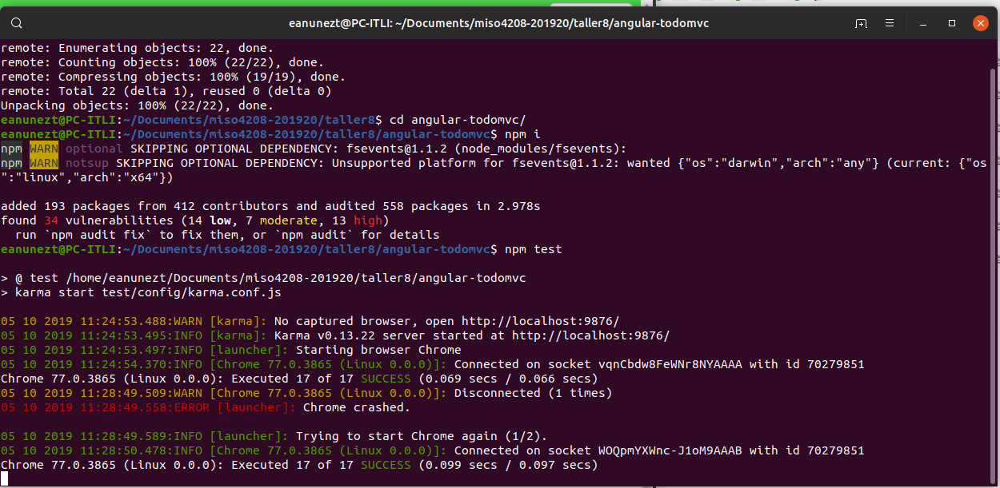 eanunezt@PC-ITLI: ~/Documents/miso4208-201920/taller8/angular-todomvc
remote: Enumerating objects: 22, done.
remote: Counting objects: 100% (22/22), done.
remote: Compressing objects: 100% (19/19), done.
remote: Total 22 (delta 1), reused 0 (delta 0)
Unpacking objects: 100% (22/22), done.
eanunezt@PC-ITLI:~/Documents/miso4208-201920/taller8$ cd angular-todomvc/
eanunezt@PC-ITLI:~/Documents/miso4208-201920/taller8/angular-todomvc$ npm i
npm WARN optional SKIPPING OPTIONAL DEPENDENCY: fsevents@1.1.2 (node_modules/fsevents):
npm WARN notsup SKIPPING OPTIONAL DEPENDENCY: Unsupported platform for fsevents@1.1.2: wanted {"os":"darwin","arch":"any"} (current: {"os
":"linux","arch":"x64"})
added 193 packages from 412 contributors and audited 558 packages in 2.978s
found 34 vulnerabilities (14 low, 7 moderate, 13 high)
  run `npm audit fix` to fix them, or `npm audit` for details
eanunezt@PC-ITLI:~/Documents/miso4208-201920/taller8/angular-todomvc$ npm test
> @ test /home/eanunezt/Documents/miso4208-201920/taller8/angular-todomvc
> karma start test/config/karma.conf.js
05 10 2019 11:24:53.488:WARN [karma]: No captured browser, open http://localhost:9876/
05 10 2019 11:24:53.495:INFO [karma]: Karma v0.13.22 server started at http://localhost:9876/
05 10 2019 11:24:53.497:INFO [launcher]: Starting browser Chrome
05 10 2019 11:24:54.370:INFO [Chrome 77.0.3865 (Linux 0.0.0)]: Connected on socket vqnCbdw8FeWNr8NYAAAA with id 70279851
Chrome 77.0.3865 (Linux 0.0.0): Executed 17 of 17 SUCCESS (0.069 secs / 0.066 secs)
05 10 2019 11:28:49.509:WARN [Chrome 77.0.3865 (Linux 0.0.0)]: Disconnected (1 times)
05 10 2019 11:28:49.558:ERROR [launcher]: Chrome crashed.
05 10 2019 11:28:49.589:INFO [launcher]: Trying to start Chrome again (1/2).
05 10 2019 11:28:50.478:INFO [Chrome 77.0.3865 (Linux 0.0.0)]: Connected on socket WOQpmYXWnc-J1oM9AAAB with id 70279851
Chrome 77.0.3865 (Linux 0.0.0): Executed 17 of 17 SUCCESS (0.099 secs / 0.097 secs)